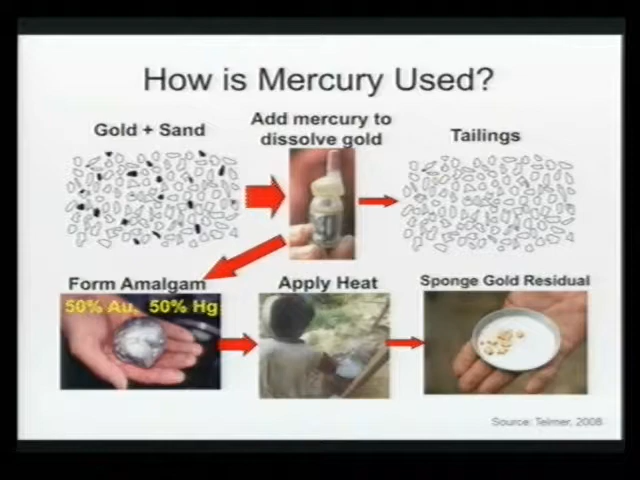 How is Mercury Used?
Gold + Sand
Add mercury to
dissolve gold
Tailings
Form Amalgam
50% Au, 50% Hg
Apply Heat
Sponge Gold Residual
Source: Telmer, 2008